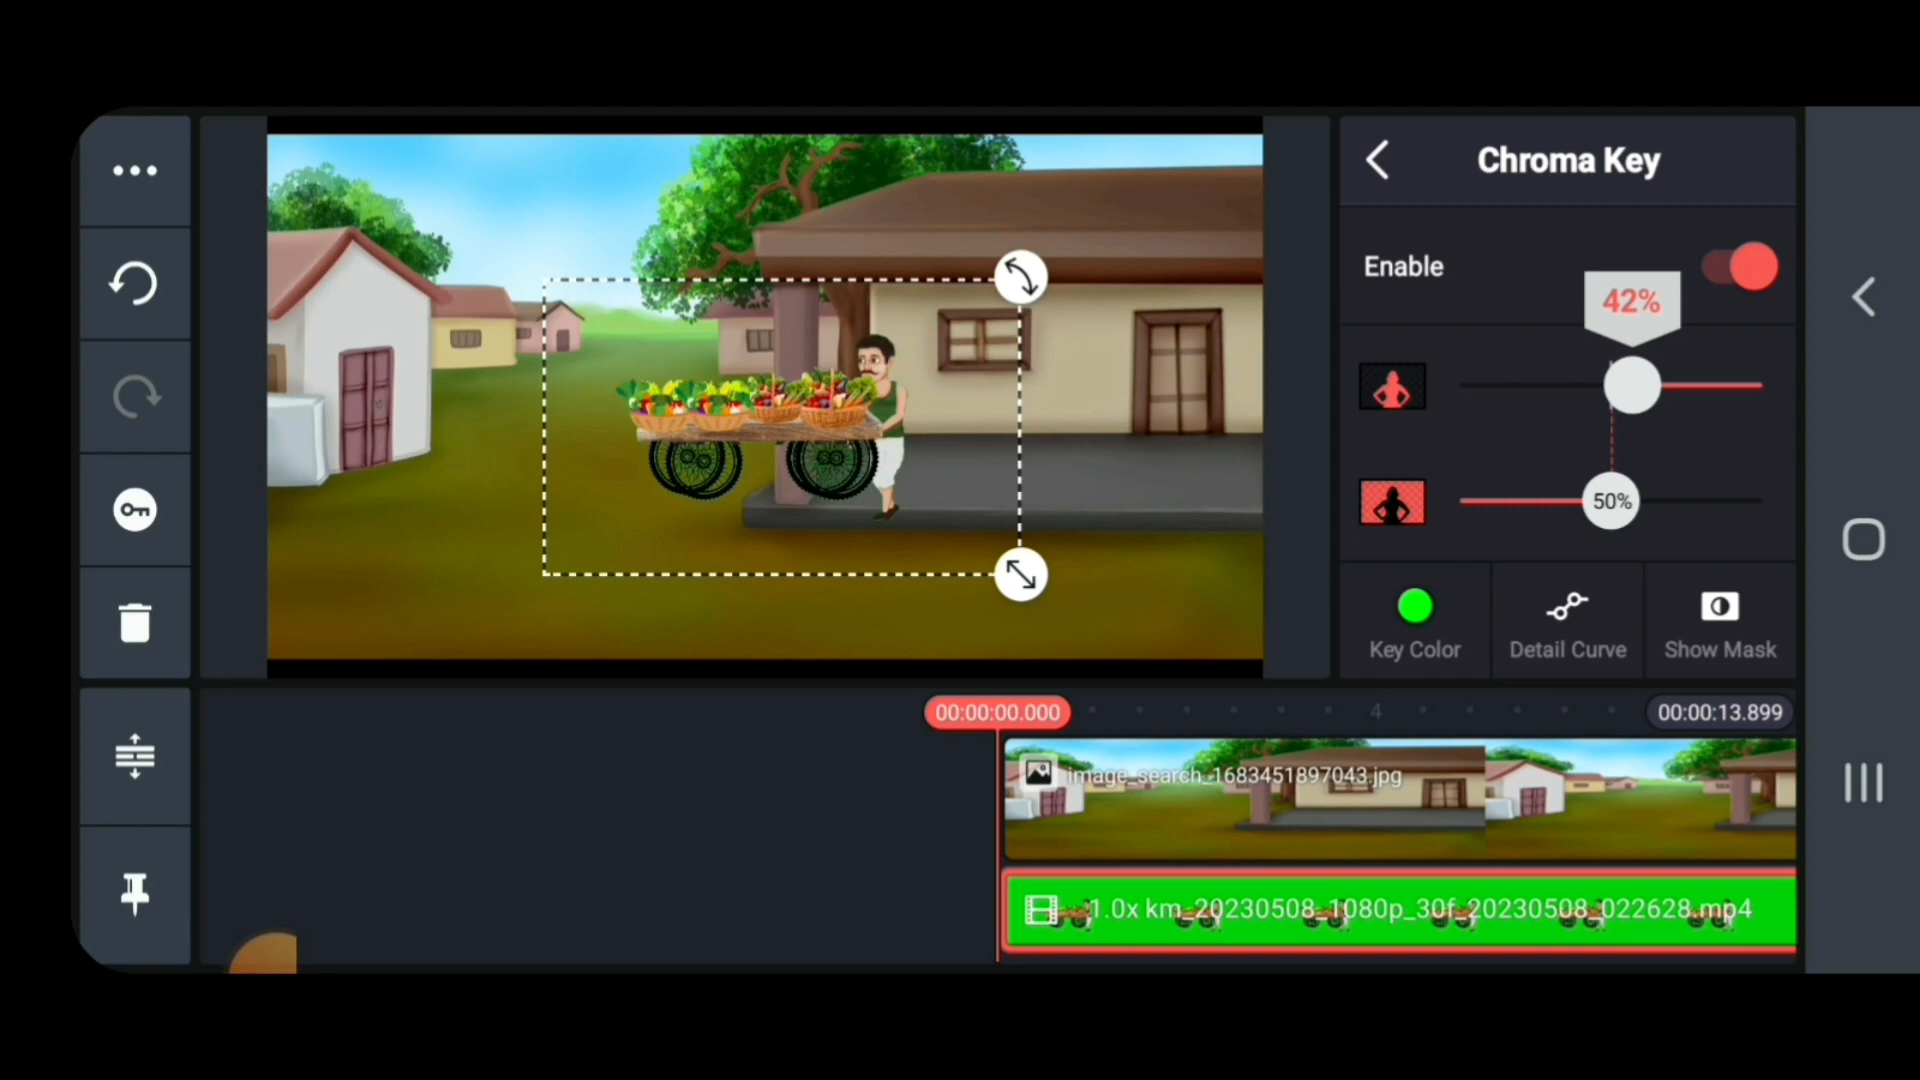 Chroma Key
Enable
42%
50%
Key Color
Detail Curve
Show Mask
00:00:00.000
4
00:00:13.899
image_search_1683451897043.jpg
1.0x km_20230508_1080p_30f_20230508_022628.mp4